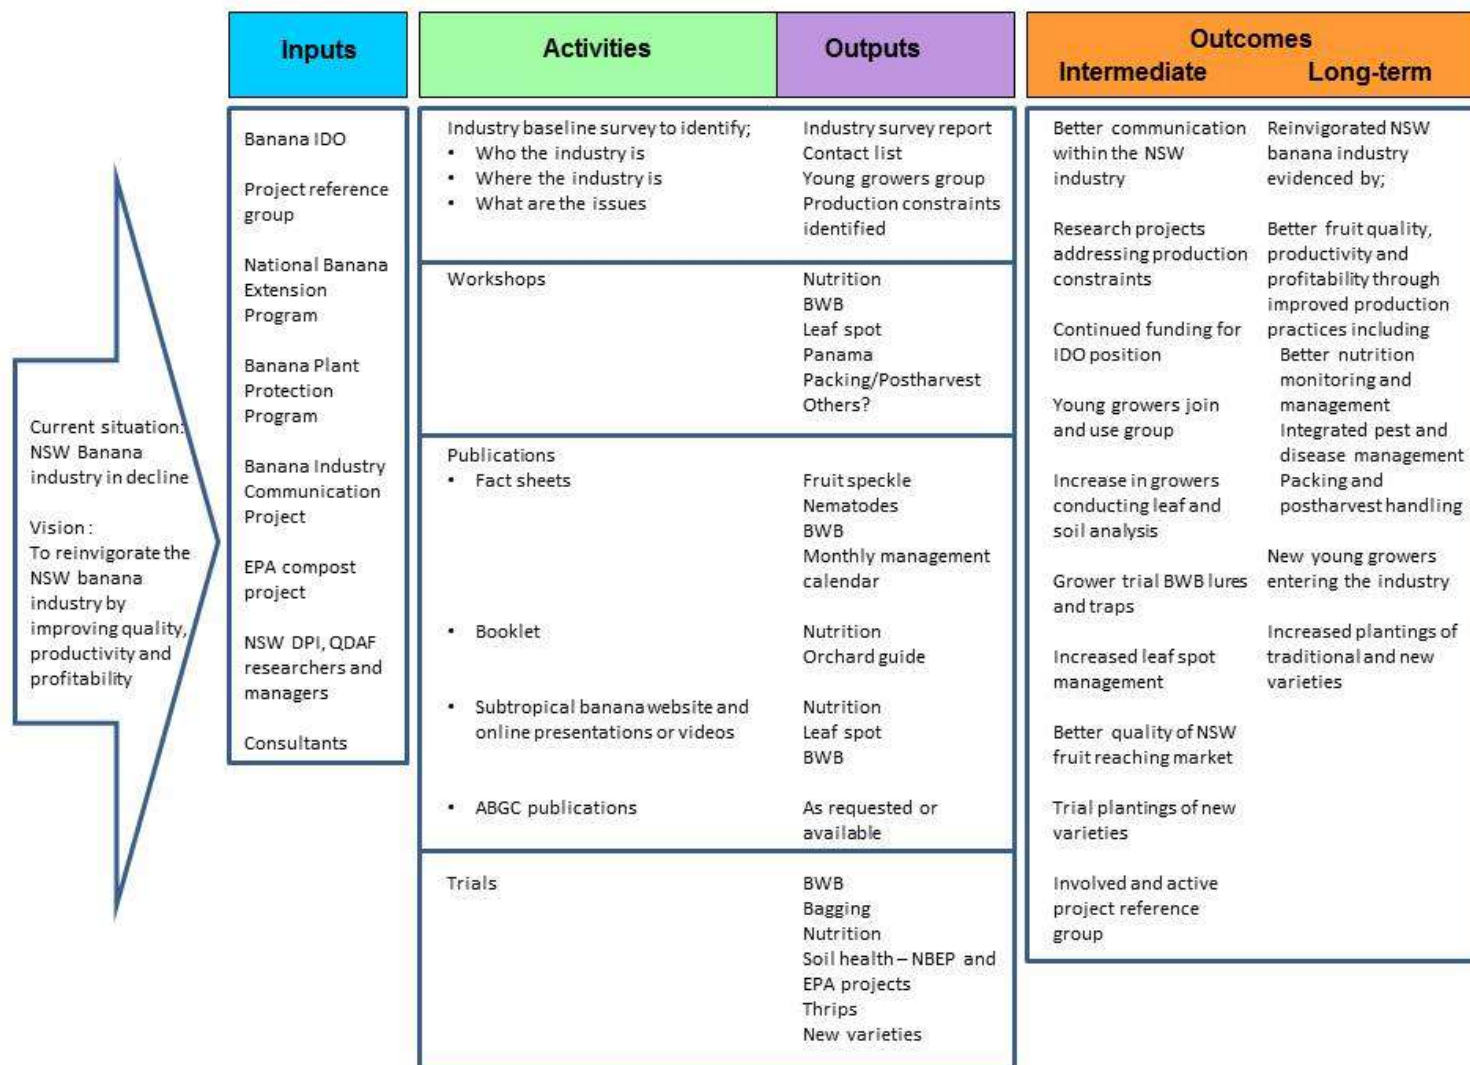 Inputs
Activities
Outputs
Outcomes
Intermediate
Long-term
Current situation:
NSW Banana
industry in decline
Vision :
To reinvigorate the
NSW banana
industry by
improving quality,
productivity and
profitability
Banana IDO
Project reference
group
National Banana
Extension
Program
Banana Plant
Protection
Program
Banana Industry
Communication
Project
EPA compost
project
NSW DPI, QDAF
researchers and
managers
Consultants
Industry baseline survey to identify;
• Who the industry is
• Where the industry is
• What are the issues
Industry survey report
Contact list
Young growers group
Production constraints
identified
Workshops
Nutrition
BWB
Leaf spot
Panama
Packing/Postharvest
Others?
Publications
• Fact sheets
Fruit speckle
Nematodes
BWB
Monthly management
calendar
• Booklet
Nutrition
Orchard guide
• Subtropical banana website and
online presentations or videos
Nutrition
Leaf spot
BWB
• ABGC publications
As requested or
available
Trials
BWB
Bagging
Nutrition
Soil health – NBEP and
EPA projects
Thrips
New varieties
Better communication
within the NSW
industry
Research projects
addressing production
constraints
Continued funding for
IDO position
Young growers join
and use group
Increase in growers
conducting leaf and
soil analysis
Grower trial BWB lures
and traps
Increased leaf spot
management
Better quality of NSW
fruit reaching market
Trial plantings of new
varieties
Involved and active
project reference
group
Reinvigorated NSW
banana industry
evidenced by;
Better fruit quality,
productivity and
profitability through
improved production
practices including
Better nutrition
monitoring and
management
Integrated pest and
disease management
Packing and
postharvest handling
New young growers
entering the industry
Increased plantings of
traditional and new
varieties